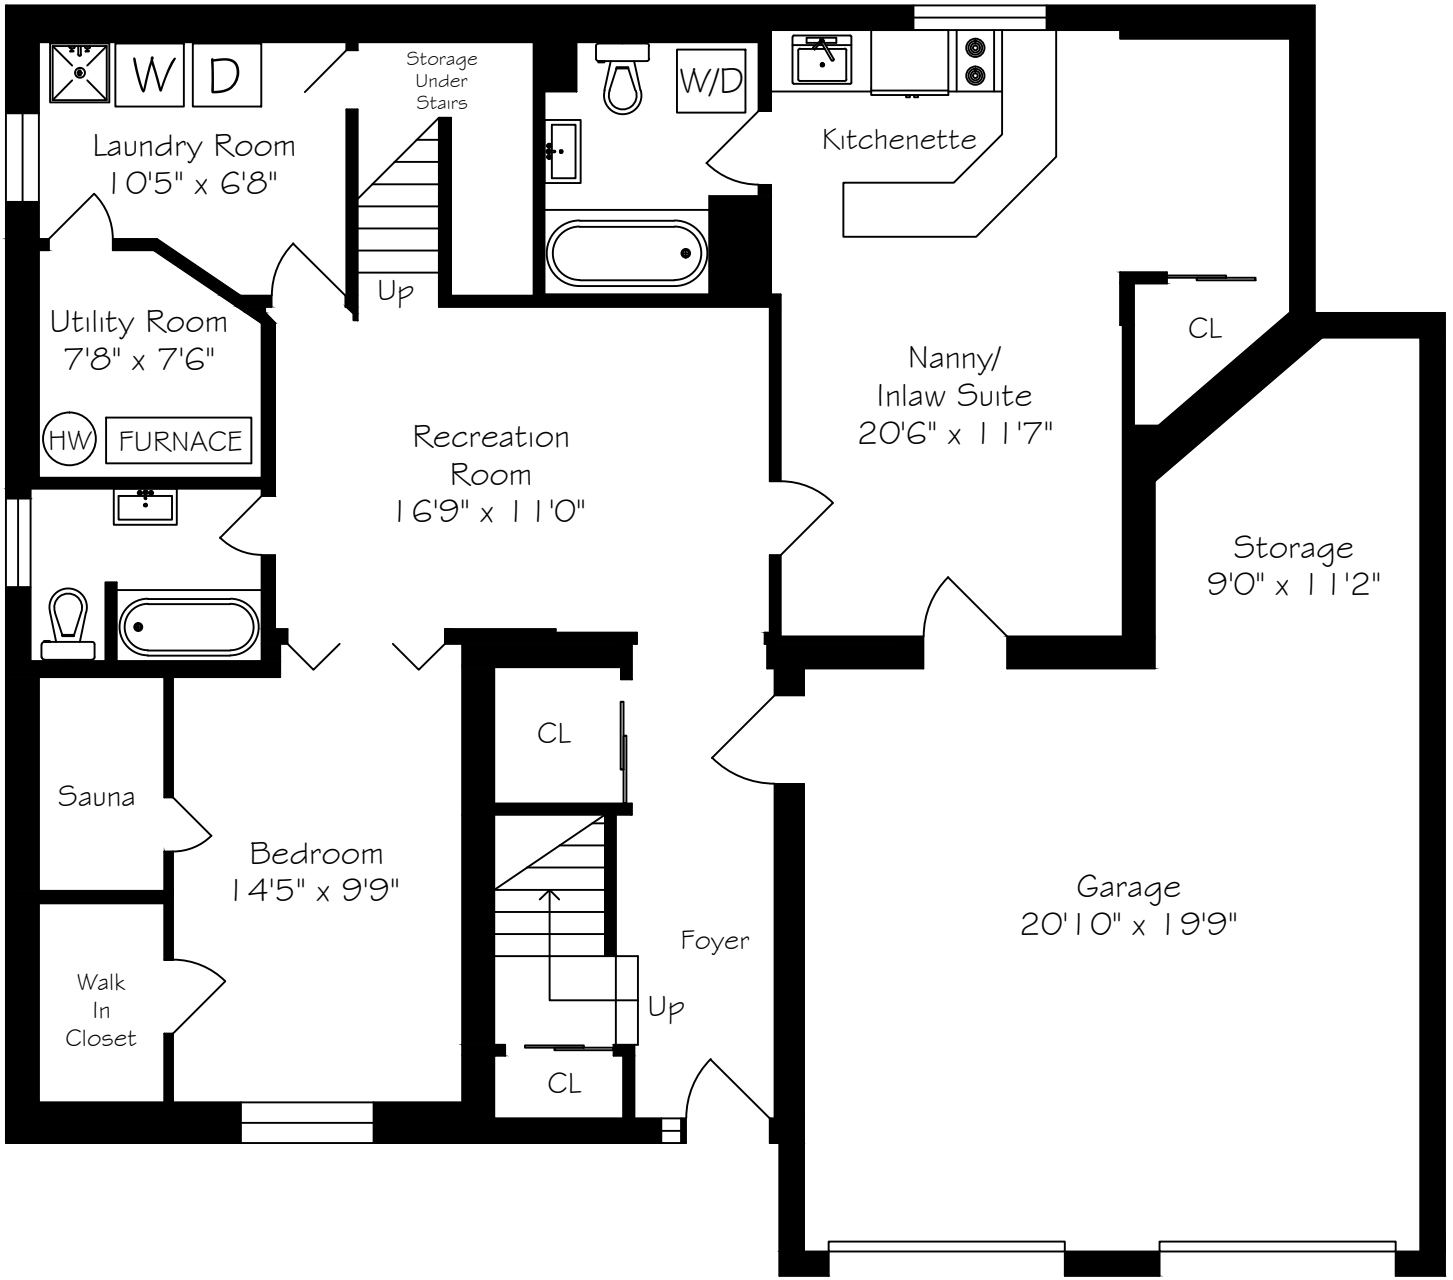 W
D
Storage
Under
Stairs
W/D
Laundry Room
10'5" x 6'8"
Kitchenette
Up
Utility Room
7'8" x 7'6"
HW
FURNACE
CL
Nanny/
Inlaw Suite
20'6" x 11'7"
Recreation
Room
16'9" x 11'0"
Storage
9'0" x 11'2"
CL
Sauna
Bedroom
14'5" x 9'9"
Garage
20'10" x 19'9"
Foyer
Walk
In
Closet
Up
CL